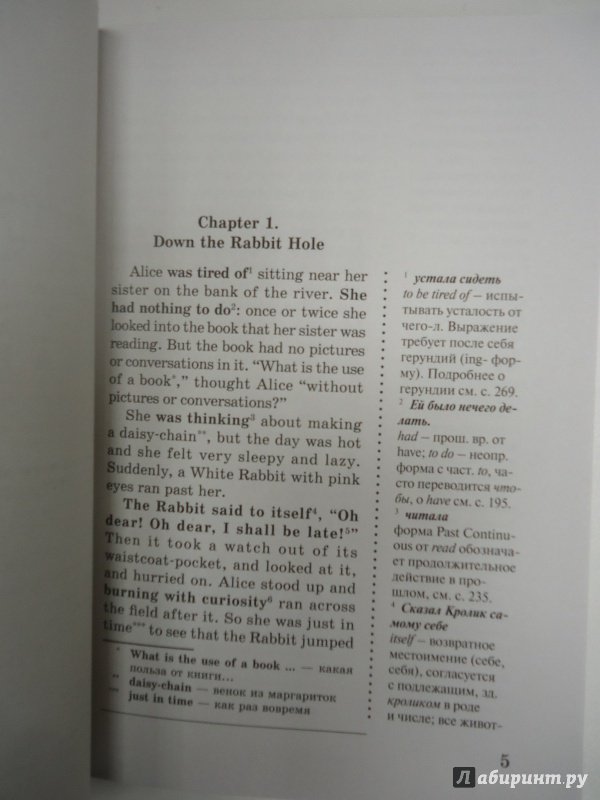 Chapter 1.
Down the Rabbit Hole
Alice was tired of¹ sitting near her
sister on the bank of the river. She
had nothing to do²: once or twice she
looked into the book that her sister was
reading. But the book had no pictures
or conversations in it. “What is the use
of a book*,” thought Alice “without
pictures or conversations?”
She was thinking³ about making
a daisy-chain**, but the day was hot
and she felt very sleepy and lazy.
Suddenly, a White Rabbit with pink
eyes ran past her.
The Rabbit said to itself⁴, “Oh
dear! Oh dear, I shall be late!⁵”
Then it took a watch out of its
waistcoat-pocket, and looked at it,
and hurried on. Alice stood up and
burning with curiosity⁶ ran across
the field after it. So she was just in
time*** to see that the Rabbit jumped
* What is the use of a book ... — какая
польза от книги...
** daisy-chain — венок из маргариток
*** just in time — как раз вовремя
¹ устала сидеть
to be tired of – испы-
тывать усталость от
чего-л. Выражение
требует после себя
герундий (ing- фор-
му). Подробнее о
герундии см. с. 269.
² Ей было нечего де-
лать.
had – прош. вр. от
have; to do – неопр.
форма с част. to, ча-
сто переводится что-
бы, о have см. с. 195.
³ читала
форма Past Continu-
ous от read обознача-
ет продолжительное
действие в про-
шлом, см. с. 235.
⁴ Сказал Кролик са-
мому себе
itself – возвратное
местоимение (себе,
себя), согласуется
с подлежащим, зд.
кроликом в роде
и числе; все живот-
5
Лабиринт.ру